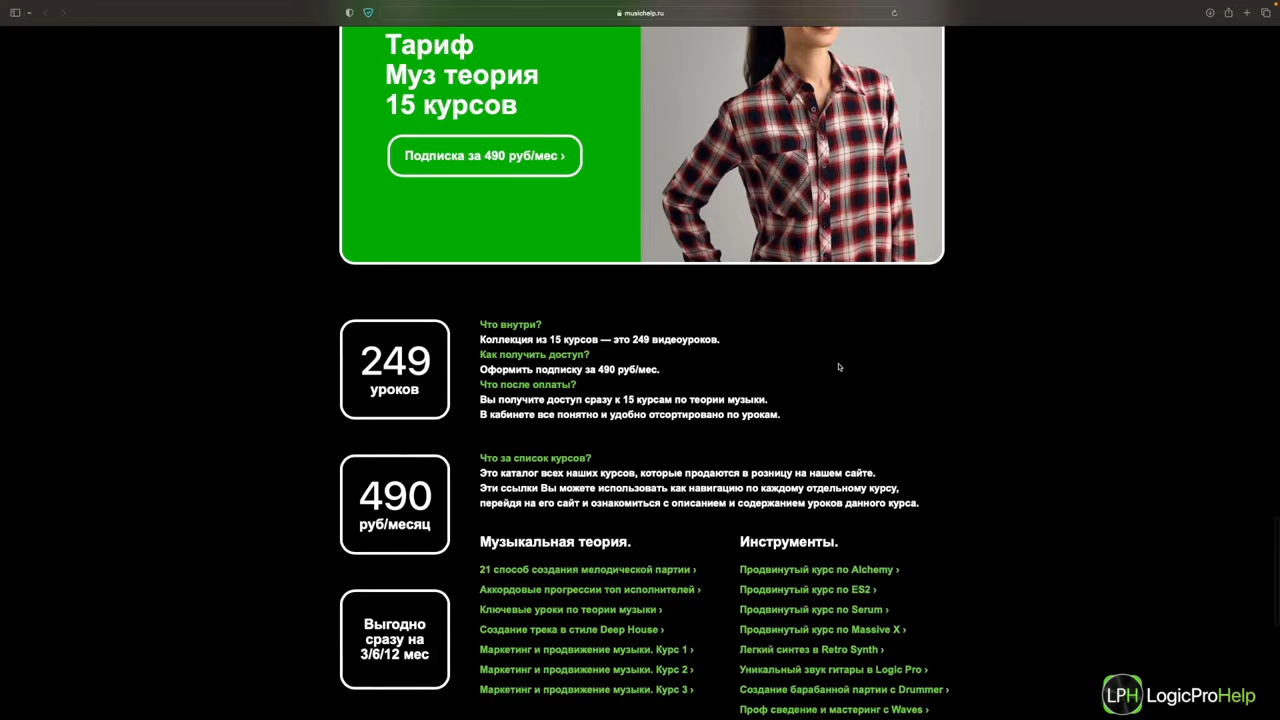 musichelp.ru
Тариф
Муз теория
15 курсов
Подписка за 490 руб/мес ›
249
уроков
Что внутри?
Коллекция из 15 курсов — это 249 видеоуроков.
Как получить доступ?
Оформить подписку за 490 руб/мес.
Что после оплаты?
Вы получите доступ сразу к 15 курсам по теории музыки.
В кабинете все понятно и удобно отсортировано по урокам.
490
руб/месяц
Что за список курсов?
Это каталог всех наших курсов, которые продаются в розницу на нашем сайте.
Эти ссылки Вы можете использовать как навигацию по каждому отдельному курсу,
перейдя на его сайт и ознакомиться с описанием и содержанием уроков данного курса.
Выгодно
сразу на
3/6/12 мес
Музыкальная теория.
21 способ создания мелодической партии ›
Аккордовые прогрессии топ исполнителей ›
Ключевые уроки по теории музыки ›
Создание трека в стиле Deep House ›
Маркетинг и продвижение музыки. Курс 1 ›
Маркетинг и продвижение музыки. Курс 2 ›
Маркетинг и продвижение музыки. Курс 3 ›
Инструменты.
Продвинутый курс по Alchemy ›
Продвинутый курс по ES2 ›
Продвинутый курс по Serum ›
Продвинутый курс по Massive X ›
Легкий синтез в Retro Synth ›
Уникальный звук гитары в Logic Pro ›
Создание барабанной партии с Drummer ›
Проф сведение и мастеринг с Waves ›
LPH LogicProHelp